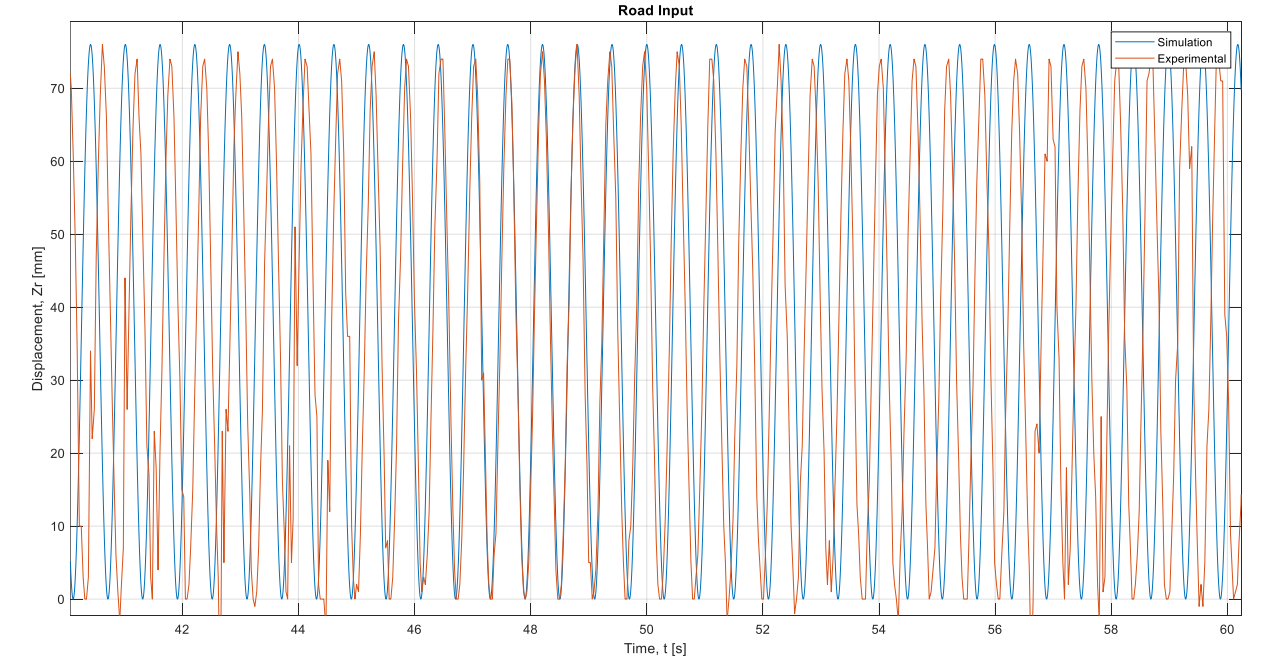 Road Input
Simulation
Experimental
70
60
50
40
30
20
10
0
Displacement, Zr [mm]
42 44 46 48 50 52 54 56 58 60
Time, t [s]